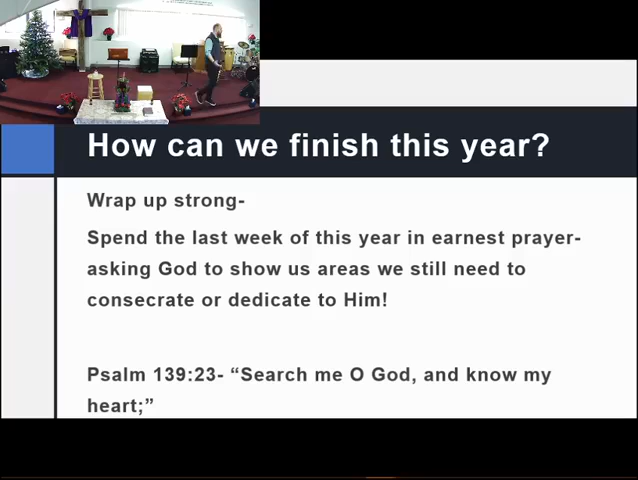 How can we finish this year?
Wrap up strong-
Spend the last week of this year in earnest prayer-
asking God to show us areas we still need to
consecrate or dedicate to Him!
Psalm 139:23- “Search me O God, and know my
heart;”